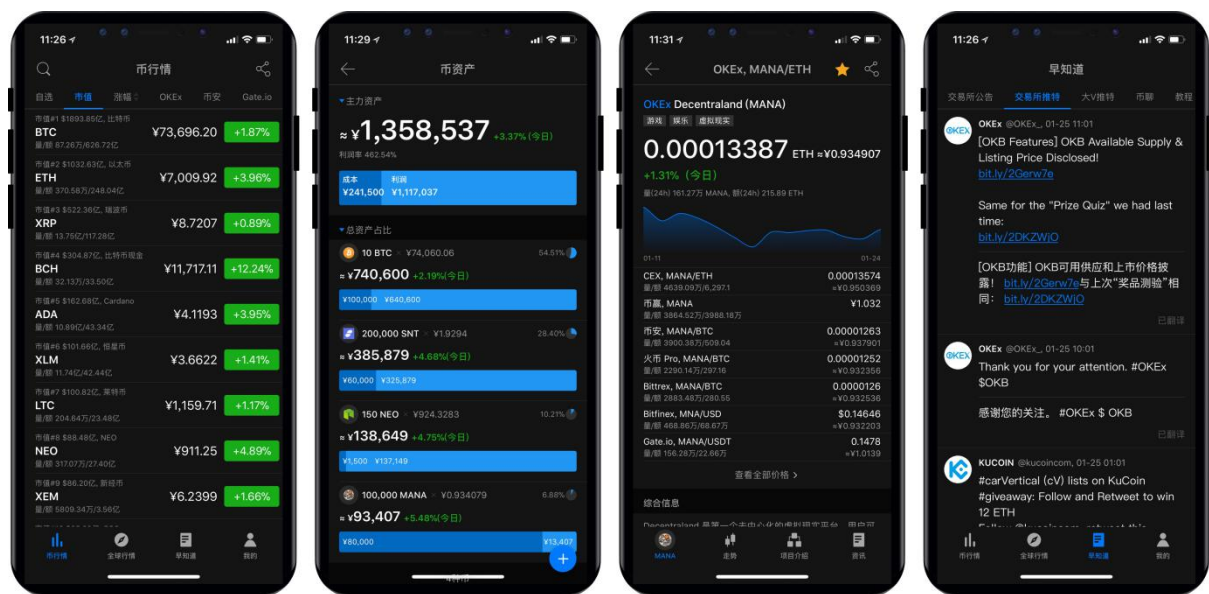 11:26
币行情
自选 市值 涨幅 OKEx 币安 Gate.io
市值#1 $1893.85亿, 比特币
BTC ¥73,696.20 +1.87%
量/额 87.26万/626.72亿
市值#2 $1032.63亿, 以太币
ETH ¥7,009.92 +3.96%
量/额 370.58万/248.04亿
市值#3 $522.36亿, 瑞波币
XRP ¥8.7207 +0.89%
量/额 13.75亿/117.28亿
市值#4 $304.87亿, 比特币现金
BCH ¥11,717.11 +12.24%
量/额 32.13万/33.50亿
市值#5 $162.68亿, Cardano
ADA ¥4.1193 +3.95%
量/额 10.89亿/43.34亿
市值#6 $101.66亿, 恒星币
XLM ¥3.6622 +1.41%
量/额 11.74亿/42.44亿
市值#7 $100.82亿, 莱特币
LTC ¥1,159.71 +1.17%
量/额 204.64万/23.48亿
市值#8 $88.48亿, NEO
NEO ¥911.25 +4.89%
量/额 317.07万/27.40亿
市值#9 $86.20亿, 新经币
XEM ¥6.2399 +1.66%
量/额 5809.34万/3.56亿
币行情 全球行情 早知道 我的
11:29
币资产
主力资产
≈ ¥1,358,537 +3.37%(今日)
利润率 462.54%
成本 利润
¥241,500 ¥1,117,037
总资产占比
10 BTC × ¥74,060.06 54.51%
≈ ¥740,600 +2.19%(今日)
¥100,000 ¥640,600
200,000 SNT × ¥1.9294 28.40%
≈ ¥385,879 +4.68%(今日)
¥60,000 ¥325,879
150 NEO × ¥924.3283 10.21%
≈ ¥138,649 +4.75%(今日)
¥1,500 ¥137,149
100,000 MANA × ¥0.934079 6.88%
≈ ¥93,407 +5.48%(今日)
¥80,000 ¥13,407
+
11:31
OKEx, MANA/ETH
OKEx Decentraland (MANA)
游戏 娱乐 虚拟现实
0.00013387 ETH ≈¥0.934907
+1.31% (今日)
量(24h) 161.27万 MANA, 额(24h) 215.89 ETH
01-11 01-24
CEX, MANA/ETH 0.00013574
量/额 4639.09万/6,297.1 ≈¥0.950369
币赢, MANA ¥1.032
量/额 3864.52万/3988.18万
币安, MANA/BTC 0.00001263
量/额 3900.38万/509.04 ≈¥0.937901
火币 Pro, MANA/BTC 0.00001252
量/额 2290.14万/297.16 ≈¥0.932356
Bittrex, MANA/BTC 0.0000126
量/额 2883.48万/280.55 ≈¥0.932536
Bitfinex, MNA/USD $0.14646
量/额 468.86万/68.67万 ≈¥0.932203
Gate.io, MANA/USDT 0.1478
量/额 156.28万/22.66万 ≈¥1.0139
查看全部价格 >
综合信息
Decentraland 是第一个去中心化的虚拟现实平台，用户可
MANA 走势 项目介绍 资讯
11:26
早知道
交易所公告 交易所推特 大V推特 币聊 教程
OKEX
OKEx @OKEx_, 01-25 11:01
[OKB Features] OKB Available Supply &
Listing Price Disclosed!
bit.ly/2Gerw7e
Same for the "Prize Quiz" we had last
time:
bit.ly/2DKZWjO
[OKB功能] OKB可用供应和上市价格披
露！ bit.ly/2Gerw7e与上次“奖品测验”相
同： bit.ly/2DKZWjO
已翻译
OKEX
OKEx @OKEx_, 01-25 10:01
Thank you for your attention. #OKEx
$OKB
感谢您的关注。 #OKEx $ OKB
已翻译
KUCOIN @kucoincom, 01-25 01:01
#carVertical (cV) lists on KuCoin
#giveaway: Follow and Retweet to win
12 ETH
币行情 全球行情 早知道 我的